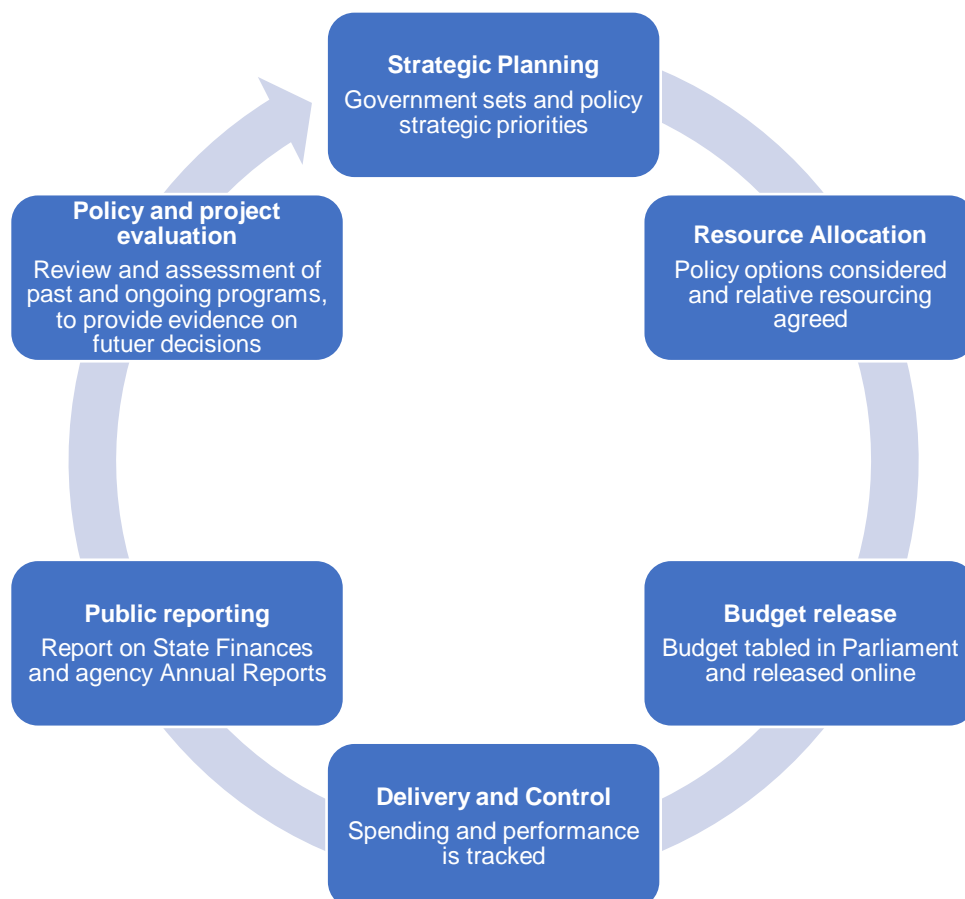 Strategic Planning
Government sets and policy
strategic priorities
Resource Allocation
Policy options considered
and relative resourcing
agreed
Budget release
Budget tabled in Parliament
and released online
Delivery and Control
Spending and performance
is tracked
Public reporting
Report on State Finances
and agency Annual Reports
Policy and project
evaluation
Review and assessment of
past and ongoing programs,
to provide evidence on
futuer decisions